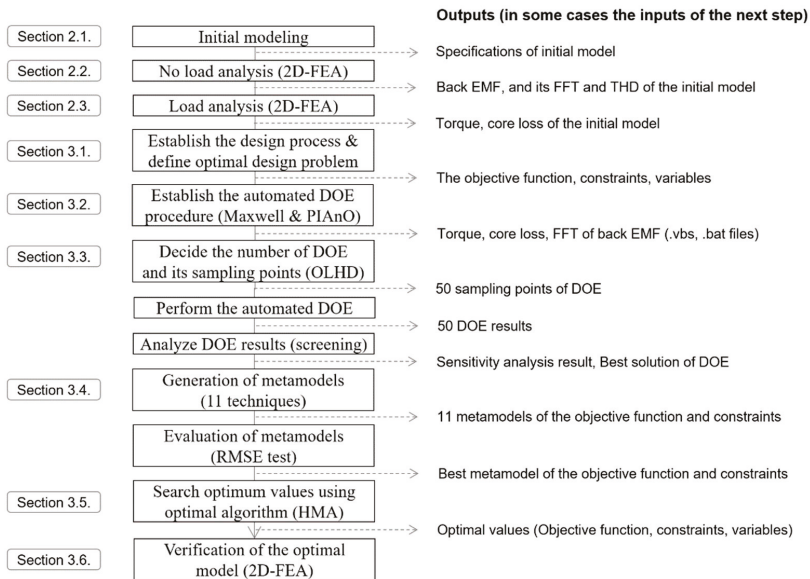 Outputs (in some cases the inputs of the next step)
Section 2.1.
Initial modeling
Specifications of initial model
Section 2.2.
No load analysis (2D-FEA)
Back EMF, and its FFT and THD of the initial model
Section 2.3.
Load analysis (2D-FEA)
Torque, core loss of the initial model
Section 3.1.
Establish the design process &
define optimal design problem
The objective function, constraints, variables
Section 3.2.
Establish the automated DOE
procedure (Maxwell & PIAnO)
Torque, core loss, FFT of back EMF (.vbs, .bat files)
Section 3.3.
Decide the number of DOE
and its sampling points (OLHD)
50 sampling points of DOE
Perform the automated DOE
50 DOE results
Analyze DOE results (screening)
Sensitivity analysis result, Best solution of DOE
Section 3.4.
Generation of metamodels
(11 techniques)
11 metamodels of the objective function and constraints
Evaluation of metamodels
(RMSE test)
Best metamodel of the objective function and constraints
Section 3.5.
Search optimum values using
optimal algorithm (HMA)
Optimal values (Objective function, constraints, variables)
Section 3.6.
Verification of the optimal
model (2D-FEA)